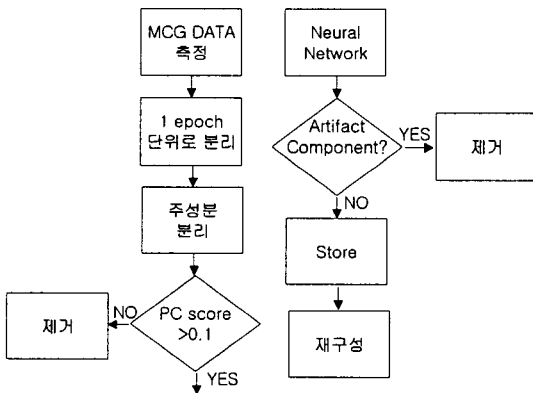 MCG DATA
측정
1 epoch
단위로 분리
주성분
분리
PC score
>0.1
NO
제거
YES
Neural
Network
Artifact
Component?
YES
제거
NO
Store
재구성